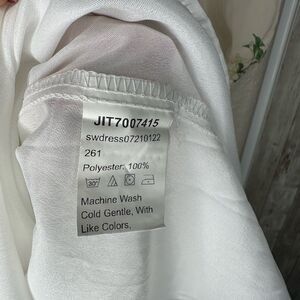 JIT7007415
swdress07210122
261
Polyester: 100%
30°
Machine Wash
Cold Gentle, With
Like Colors,